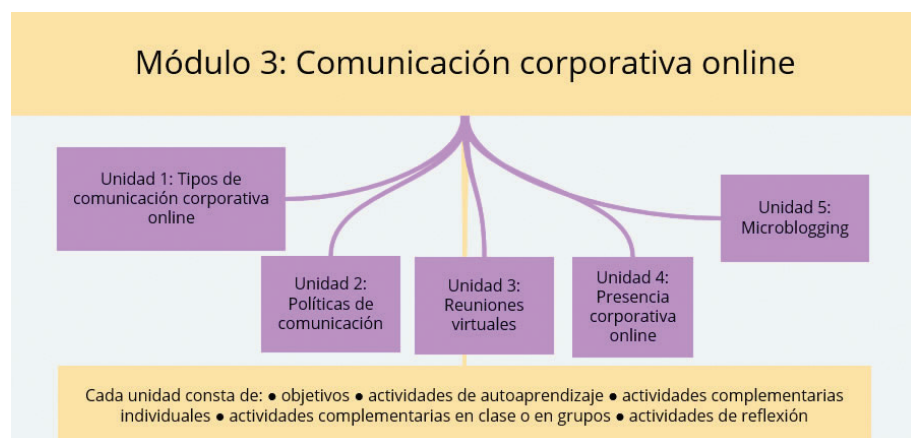 Módulo 3: Comunicación corporativa online
Unidad 1: Tipos de
comunicación corporativa
online
Unidad 2:
Políticas de
comunicación
Unidad 3:
Reuniones
virtuales
Unidad 4:
Presencia
corporativa
online
Unidad 5:
Microblogging
Cada unidad consta de: ● objetivos ● actividades de autoaprendizaje ● actividades complementarias
individuales ● actividades complementarias en clase o en grupos ● actividades de reflexión